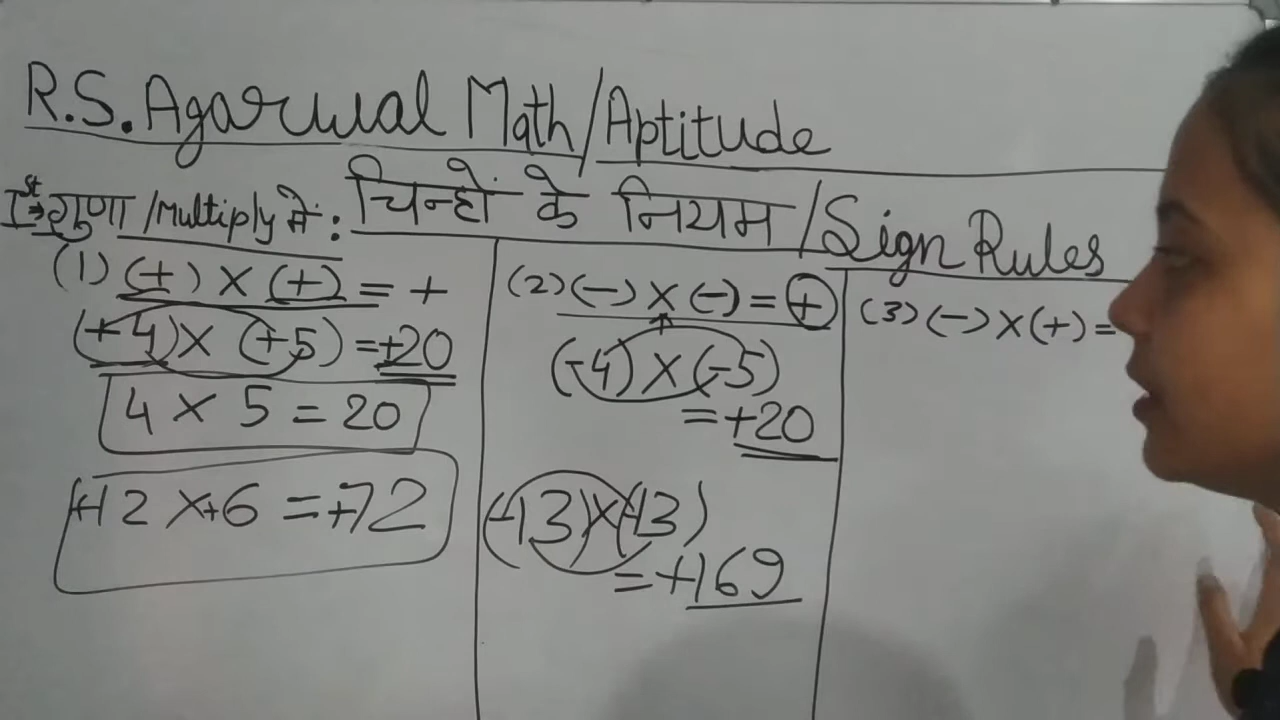 R.S. Agarwal Math/Aptitude
Ist → गुणा/Multiply में: चिन्हों के नियम/Sign Rules
(1) (+) × (+) = +
(+4) × (+5) = +20
4 × 5 = 20
+12 × +6 = +72
(2) (-) × (-) = +
(-4) × (-5)
= +20
(-13) × (-13)
= +169
(3) (-) × (+) =